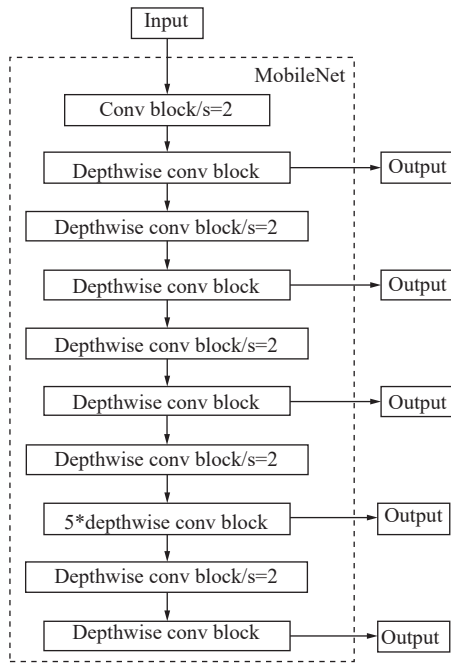 Input
MobileNet
Conv block/s=2
Depthwise conv block
Output
Depthwise conv block/s=2
Depthwise conv block
Output
Depthwise conv block/s=2
Depthwise conv block
Output
Depthwise conv block/s=2
5*depthwise conv block
Output
Depthwise conv block/s=2
Depthwise conv block
Output